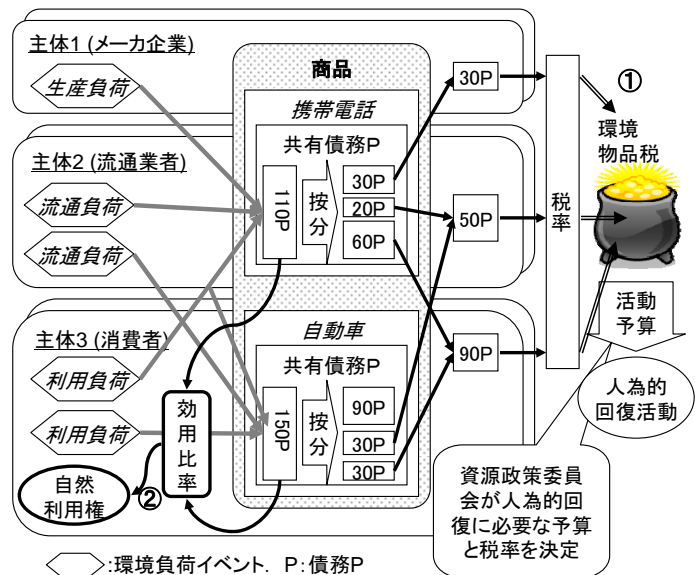 主体1 (メーカ企業)
生産負荷
主体2 (流通業者)
流通負荷
流通負荷
主体3 (消費者)
利用負荷
利用負荷
自然
利用権
②
効用比率
商品
携帯電話
共有債務P
110P
按分
30P
20P
60P
自動車
共有債務P
150P
按分
90P
30P
30P
30P
50P
90P
税率
①
環境
物品税
活動
予算
人為的
回復活動
資源政策委員
会が人為的回
復に必要な予算
と税率を決定
:環境負荷イベント. P:債務P